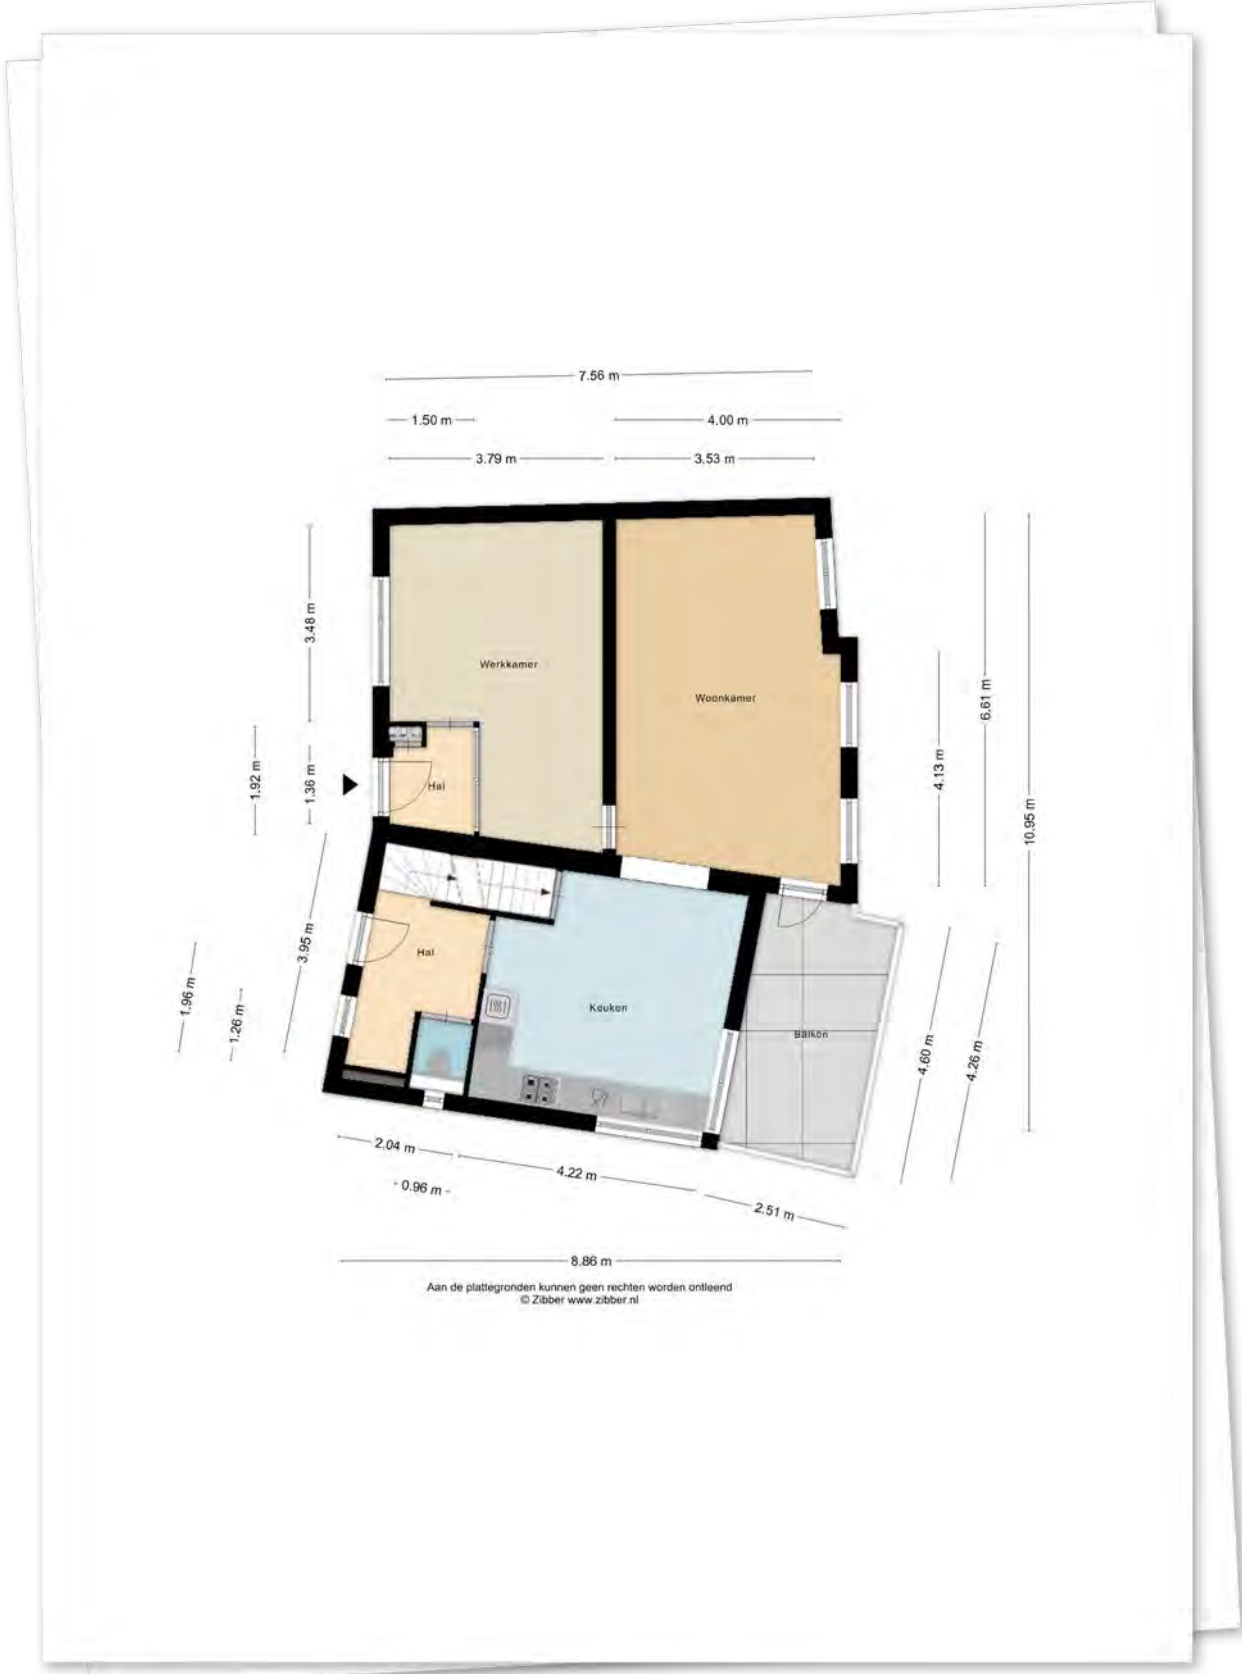 7.56 m
1.50 m
4.00 m
3.79 m
3.53 m
3.48 m
Werkkamer
Woonkamer
6.61 m
4.13 m
1.92 m
1.36 m
Hal
10.95 m
3.95 m
Hal
1.96 m
1.26 m
Keuken
Balkon
4.60 m
4.26 m
2.04 m
4.22 m
0.96 m
2.51 m
8.86 m
Aan de plattegronden kunnen geen rechten worden ontleend
© Zibber www.zibber.nl